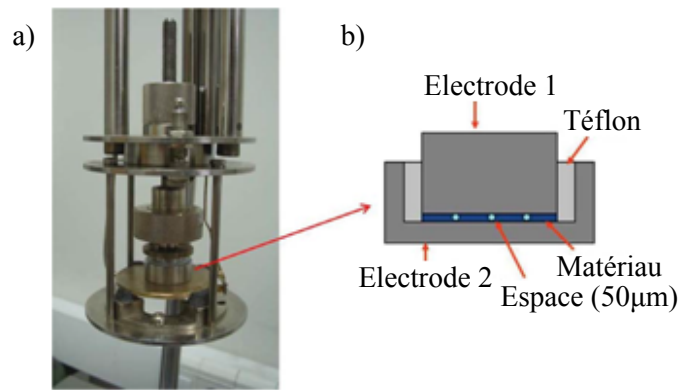 a)
b)
Electrode 1
Téflon
Electrode 2
Matériau
Espace (50μm)